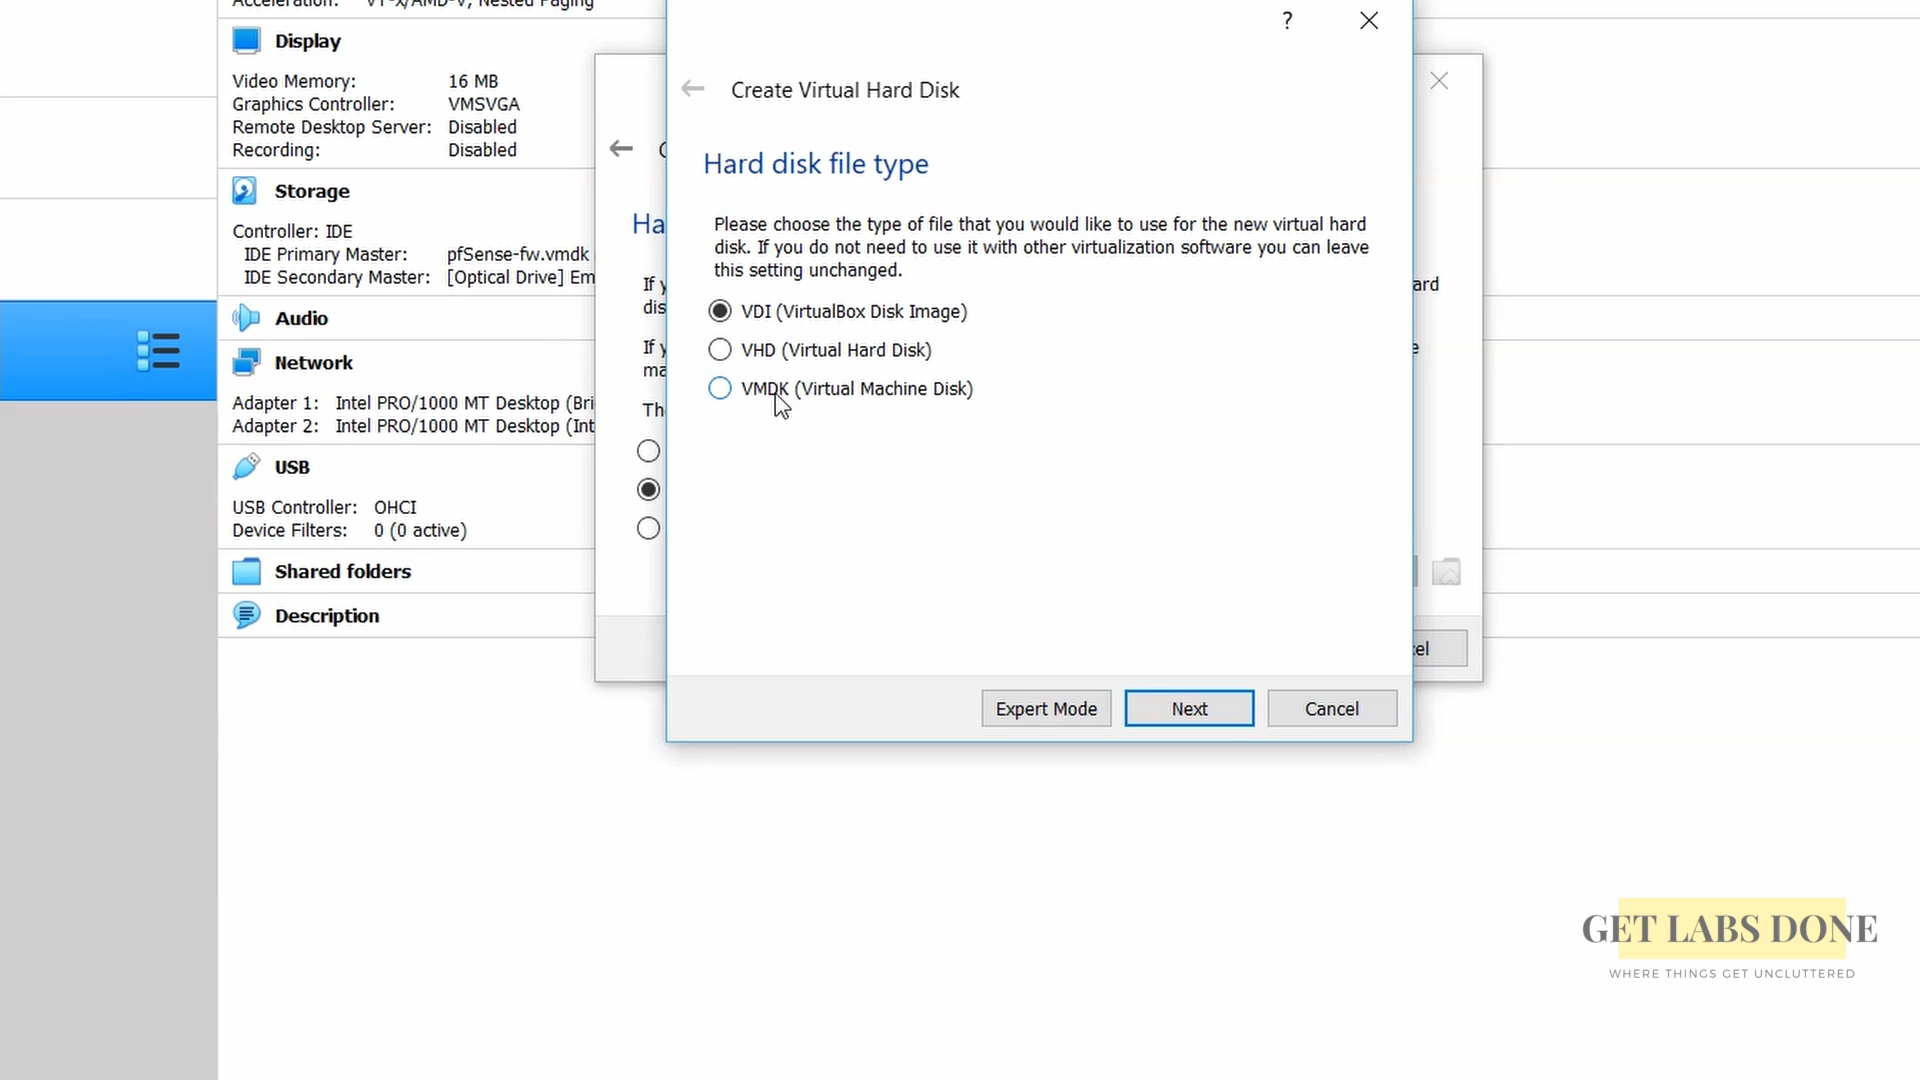 Acceleration: VT-x/AMD-V, Nested Paging
Display
Video Memory: 16 MB
Graphics Controller: VMSVGA
Remote Desktop Server: Disabled
Recording: Disabled
Storage
Controller: IDE
IDE Primary Master: pfSense-fw.vmdk
IDE Secondary Master: [Optical Drive] Em
Audio
Network
Adapter 1: Intel PRO/1000 MT Desktop (Bri
Adapter 2: Intel PRO/1000 MT Desktop (Int
USB
USB Controller: OHCI
Device Filters: 0 (0 active)
Shared folders
Description
Ha
If y
ard
dis
If y
e
ma
The
cel
?
Create Virtual Hard Disk
Hard disk file type
Please choose the type of file that you would like to use for the new virtual hard
disk. If you do not need to use it with other virtualization software you can leave
this setting unchanged.
VDI (VirtualBox Disk Image)
VHD (Virtual Hard Disk)
VMDK (Virtual Machine Disk)
Expert Mode
Next
Cancel
GET LABS DONE
WHERE THINGS GET UNCLUTTERED